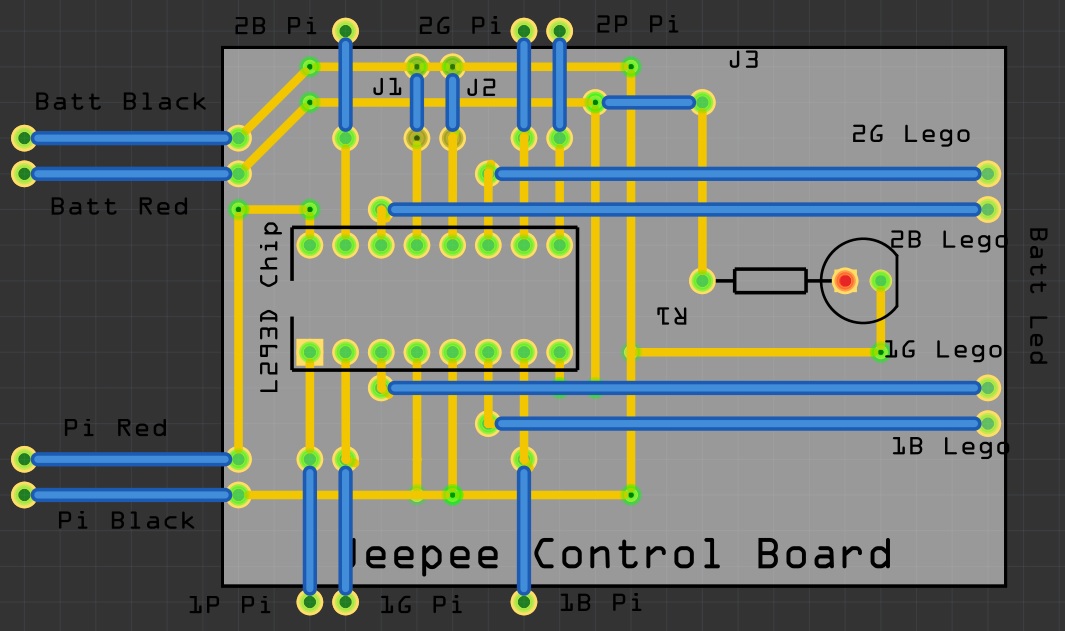 2B Pi
2G Pi
2P Pi
J3
J1
J2
Batt Black
2G Lego
Batt Red
2B Lego
L293D Chip
Batt Led
R1
1G Lego
Pi Red
1B Lego
Pi Black
Jeepee Control Board
1P Pi
1G Pi
1B Pi